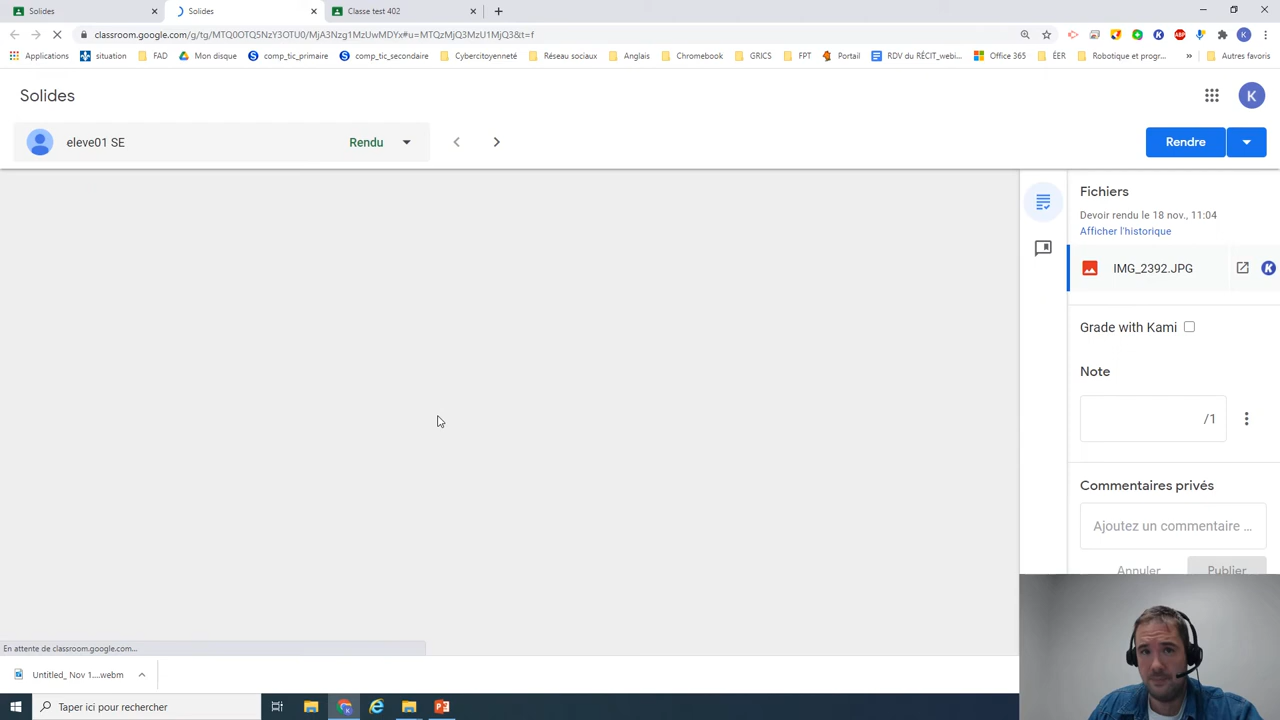 Solides
Solides
Classe test 402
classroom.google.com/g/tg/MTQ0OTQ5NzY3OTU0/MjA3Nzg1MzUwMDYx#u=MTQzMjQ3MzU1MjQ3&t=f
Applications
situation
FAD
Mon disque
comp_tic_primaire
comp_tic_secondaire
Cybercitoyenneté
Réseau sociaux
Anglais
Chromebook
GRICS
FPT
Portail
RDV du RÉCIT_webi...
Office 365
ÉER
Robotique et progr...
»
Autres favoris
Solides
K
eleve01 SE
Rendu
Rendre
Fichiers
Devoir rendu le 18 nov., 11:04
Afficher l'historique
IMG_2392.JPG
Grade with Kami
Note
/1
Commentaires privés
Ajoutez un commentaire ...
Annuler
Publier
En attente de classroom.google.com...
Untitled_ Nov 1....webm
Taper ici pour rechercher